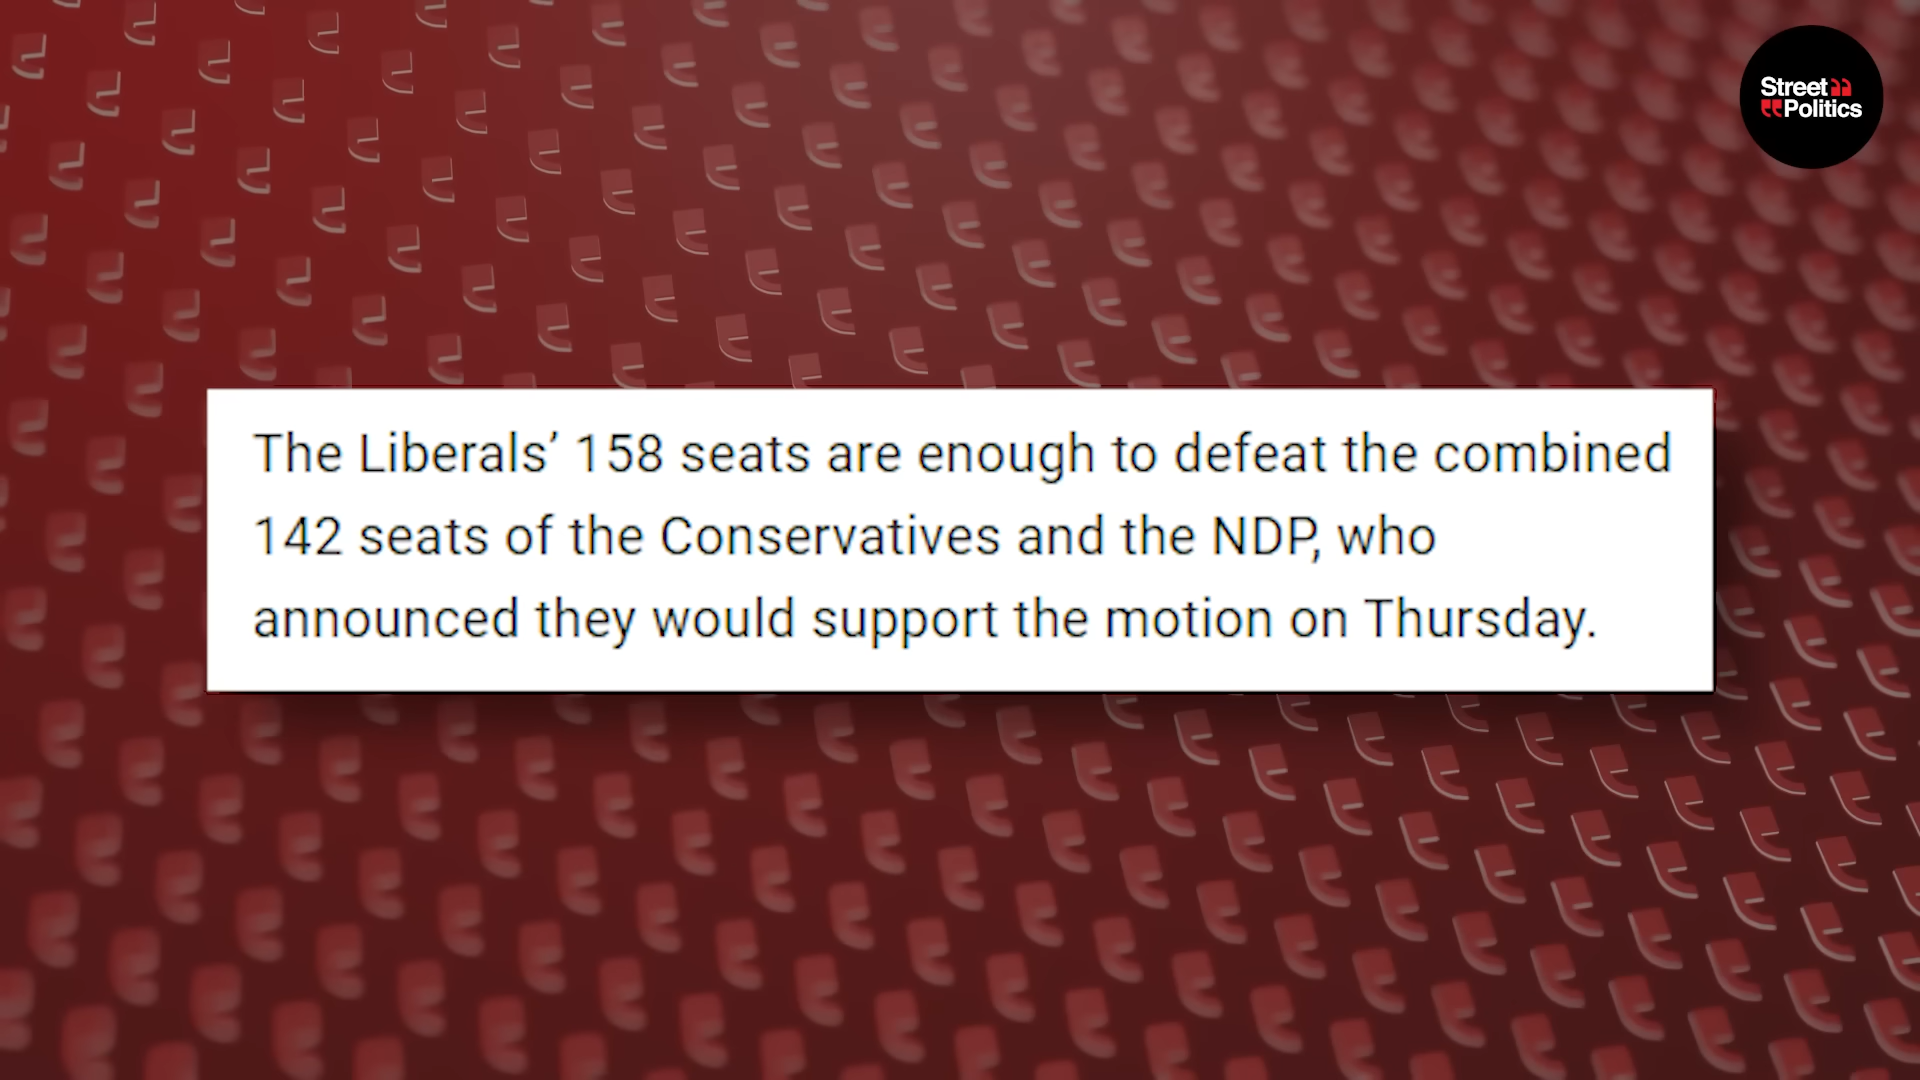 Street
Politics
The Liberals’ 158 seats are enough to defeat the combined
142 seats of the Conservatives and the NDP, who
announced they would support the motion on Thursday.